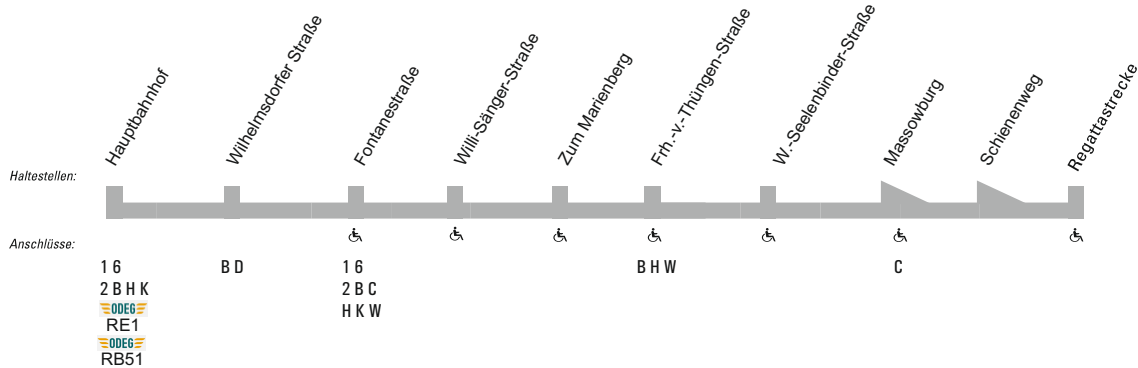 Hauptbahnhof
Wilhelmsdorfer Straße
Fontanestraße
Willi-Sänger-Straße
Zum Marienberg
Frh.-v.-Thüngen-Straße
W.-Seelenbinder-Straße
Massowburg
Schienenweg
Regattastrecke
Haltestellen:
Anschlüsse:
1 6
2 B H K
ODEG
RE1
ODEG
RB51
B D
1 6
2 B C
H K W
B H W
C